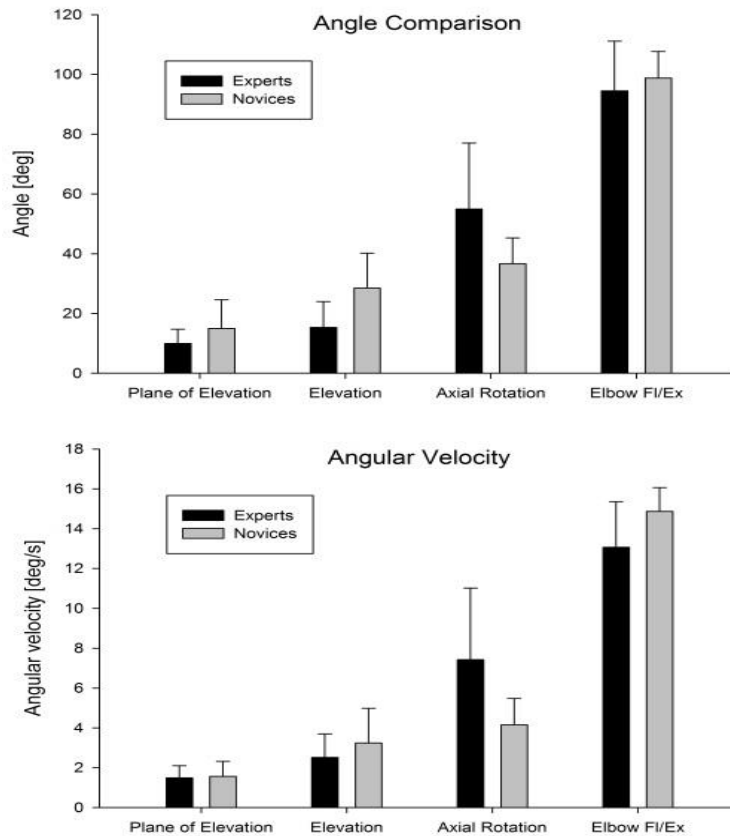 Angle Comparison
120
100
80
60
40
20
0
Angle [deg]
Experts
Novices
Plane of Elevation Elevation Axial Rotation Elbow Fl/Ex
Angular Velocity
18
16
14
12
10
8
6
4
2
0
Angular velocity [deg/s]
Experts
Novices
Plane of Elevation Elevation Axial Rotation Elbow Fl/Ex